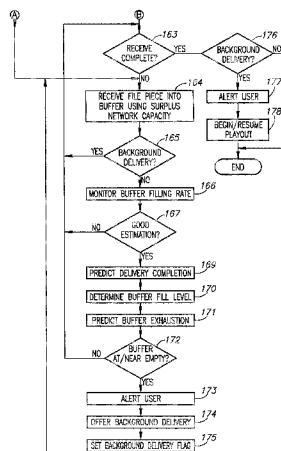 A
B
163
RECEIVE
COMPLETE?
YES
176
BACKGROUND
DELIVERY?
NO
YES
NO
164
RECEIVE FILE PIECE INTO
BUFFER USING SURPLUS
NETWORK CAPACITY
177
ALERT USER
178
BEGIN/RESUME
PLAYOUT
END
165
BACKGROUND
DELIVERY?
YES
NO
MONITOR BUFFER FILLING RATE
166
167
GOOD
ESTIMATION?
NO
YES
PREDICT DELIVERY COMPLETION
169
DETERMINE BUFFER FILL LEVEL
170
PREDICT BUFFER EXHAUSTION
171
172
BUFFER
AT/NEAR EMPTY?
NO
YES
ALERT USER
173
OFFER BACKGROUND DELIVERY
174
SET BACKGROUND DELIVERY FLAG
175